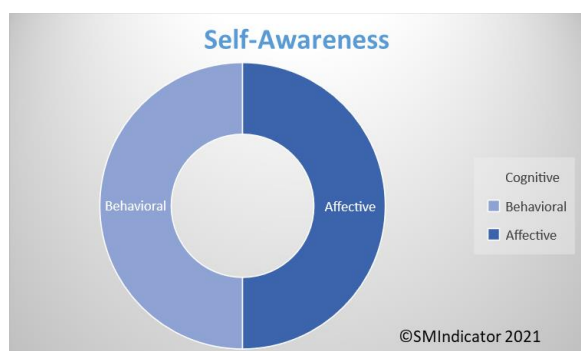 Self-Awareness
Behavioral
Affective
Cognitive
Behavioral
Affective
©SMIndicator 2021